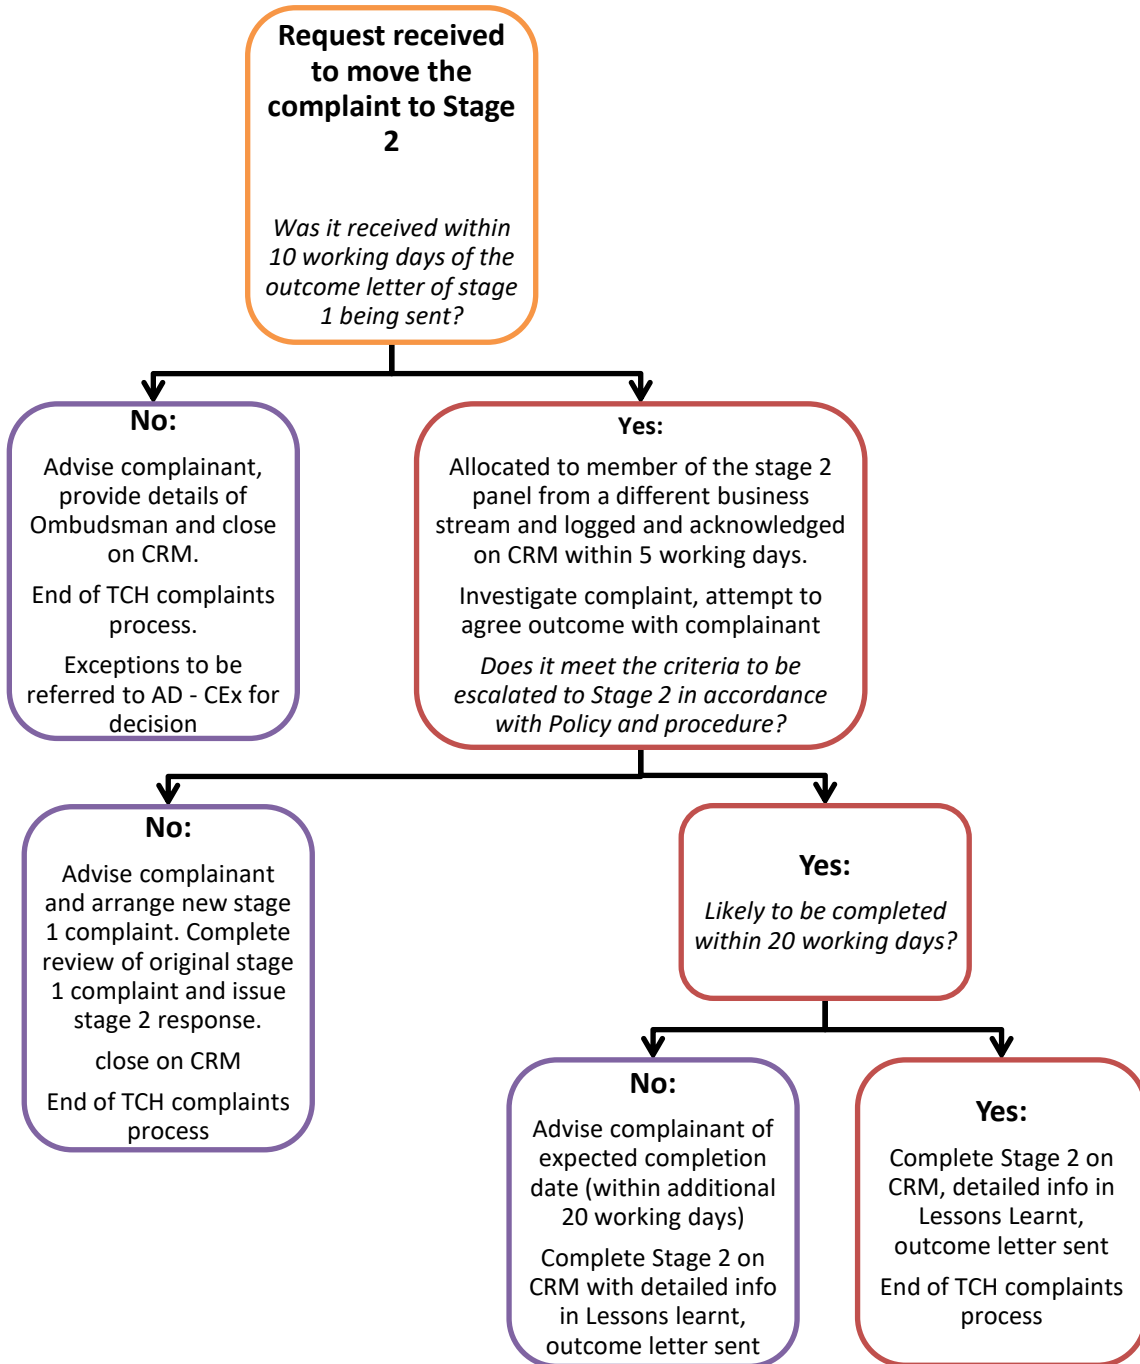 Request received
to move the
complaint to Stage
2
Was it received within
10 working days of the
outcome letter of stage
1 being sent?
No:
Advise complainant,
provide details of
Ombudsman and close
on CRM.
End of TCH complaints
process.
Exceptions to be
referred to AD - CEx for
decision
Yes:
Allocated to member of the stage 2
panel from a different business
stream and logged and acknowledged
on CRM within 5 working days.
Investigate complaint, attempt to
agree outcome with complainant
Does it meet the criteria to be
escalated to Stage 2 in accordance
with Policy and procedure?
No:
Advise complainant
and arrange new stage
1 complaint. Complete
review of original stage
1 complaint and issue
stage 2 response.
close on CRM
End of TCH complaints
process
Yes:
Likely to be completed
within 20 working days?
No:
Advise complainant of
expected completion
date (within additional
20 working days)
Complete Stage 2 on
CRM with detailed info
in Lessons learnt,
outcome letter sent
Yes:
Complete Stage 2 on
CRM, detailed info in
Lessons Learnt,
outcome letter sent
End of TCH complaints
process